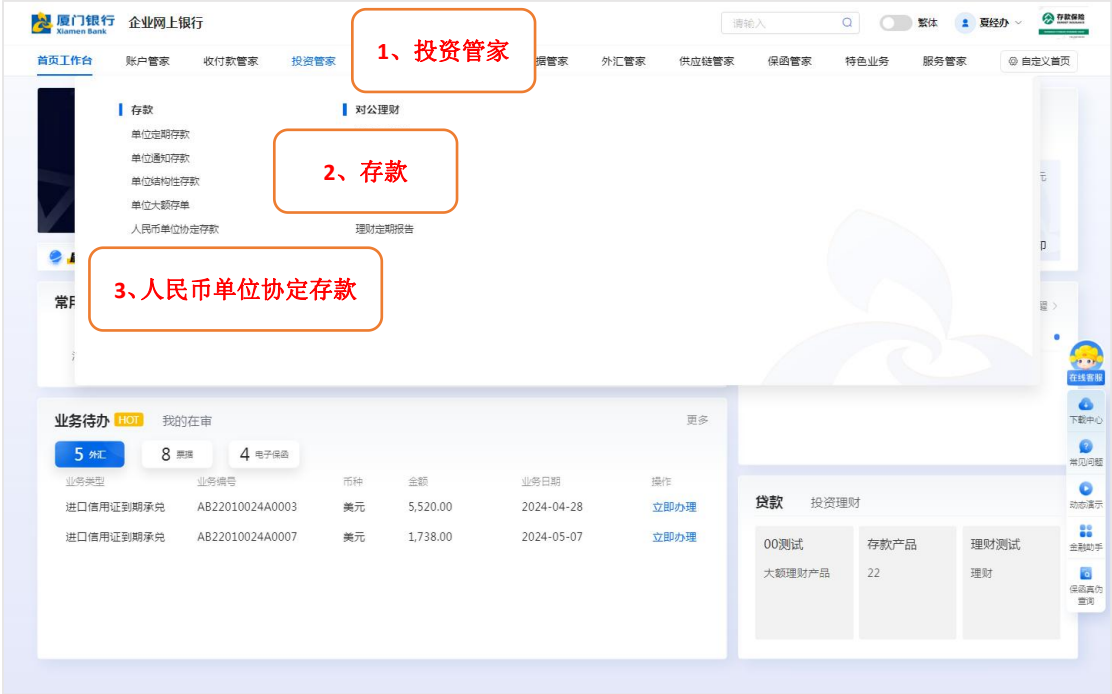 厦门银行 企业网上银行
Xiamen Bank
请输入
繁体
夏经办
存款保险
首页工作台 账户管家 收付款管家 投资管家
据管家 外汇管家 供应链管家 保函管家 特色业务 服务管家 自定义首页
1、投资管家
存款
单位定期存款
单位通知存款
单位结构性存款
单位大额存单
人民币单位协定存款
对公理财
理财定期报告
2、存款
3、人民币单位协定存款
元
常用
在线客服
下载中心
常见问题
动态演示
金融助手
保函真伪
查询
业务待办 HOT 我的在审 更多
5 外汇 8 票据 4 电子保函
业务类型 业务编号 币种 金额 业务日期 操作
进口信用证到期承兑 AB22010024A0003 美元 5,520.00 2024-04-28 立即办理
进口信用证到期承兑 AB22010024A0007 美元 1,738.00 2024-05-07 立即办理
贷款 投资理财
00测试 存款产品 理财测试
大额理财产品 22 理财